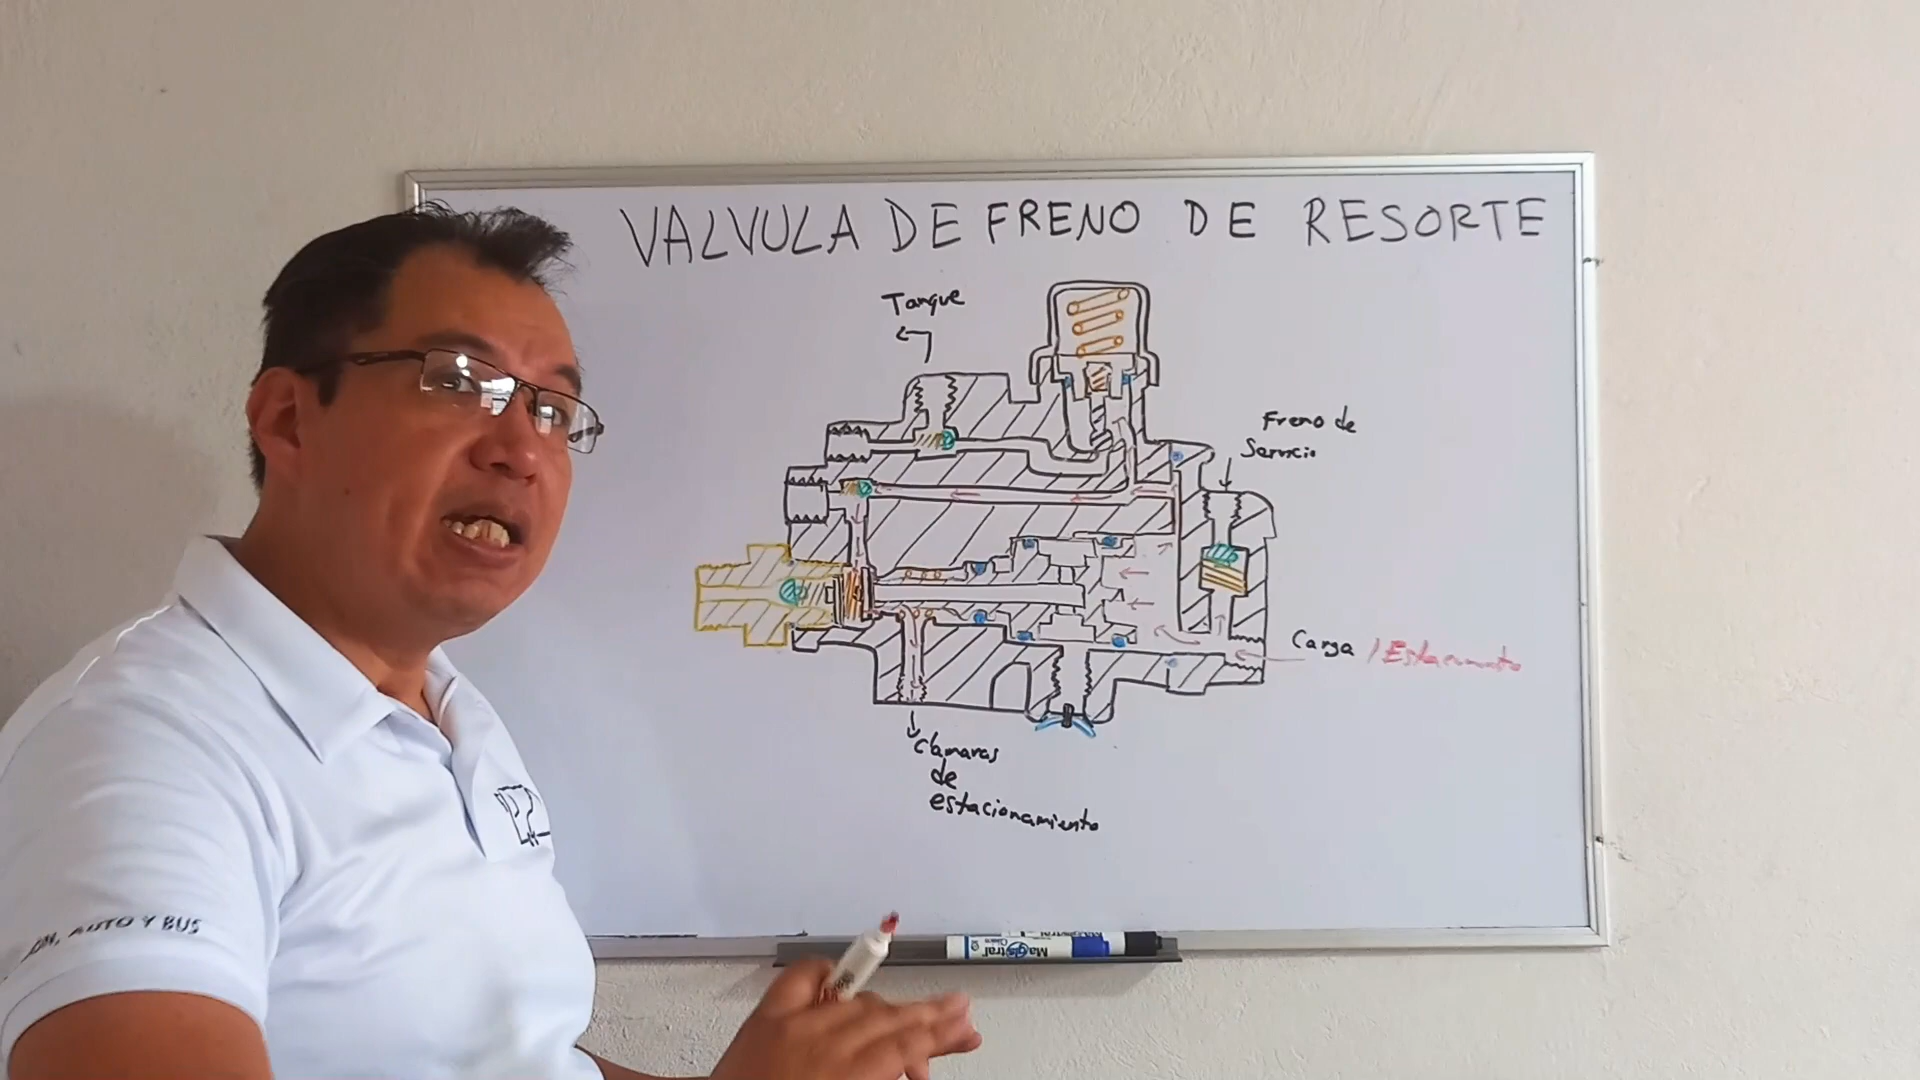 VALVULA DE FRENO DE RESORTE
Tanque
Freno de
Servicio
Carga / Estacionamiento
Cámaras
de
estacionamiento
AUTO Y BUS
Magistral